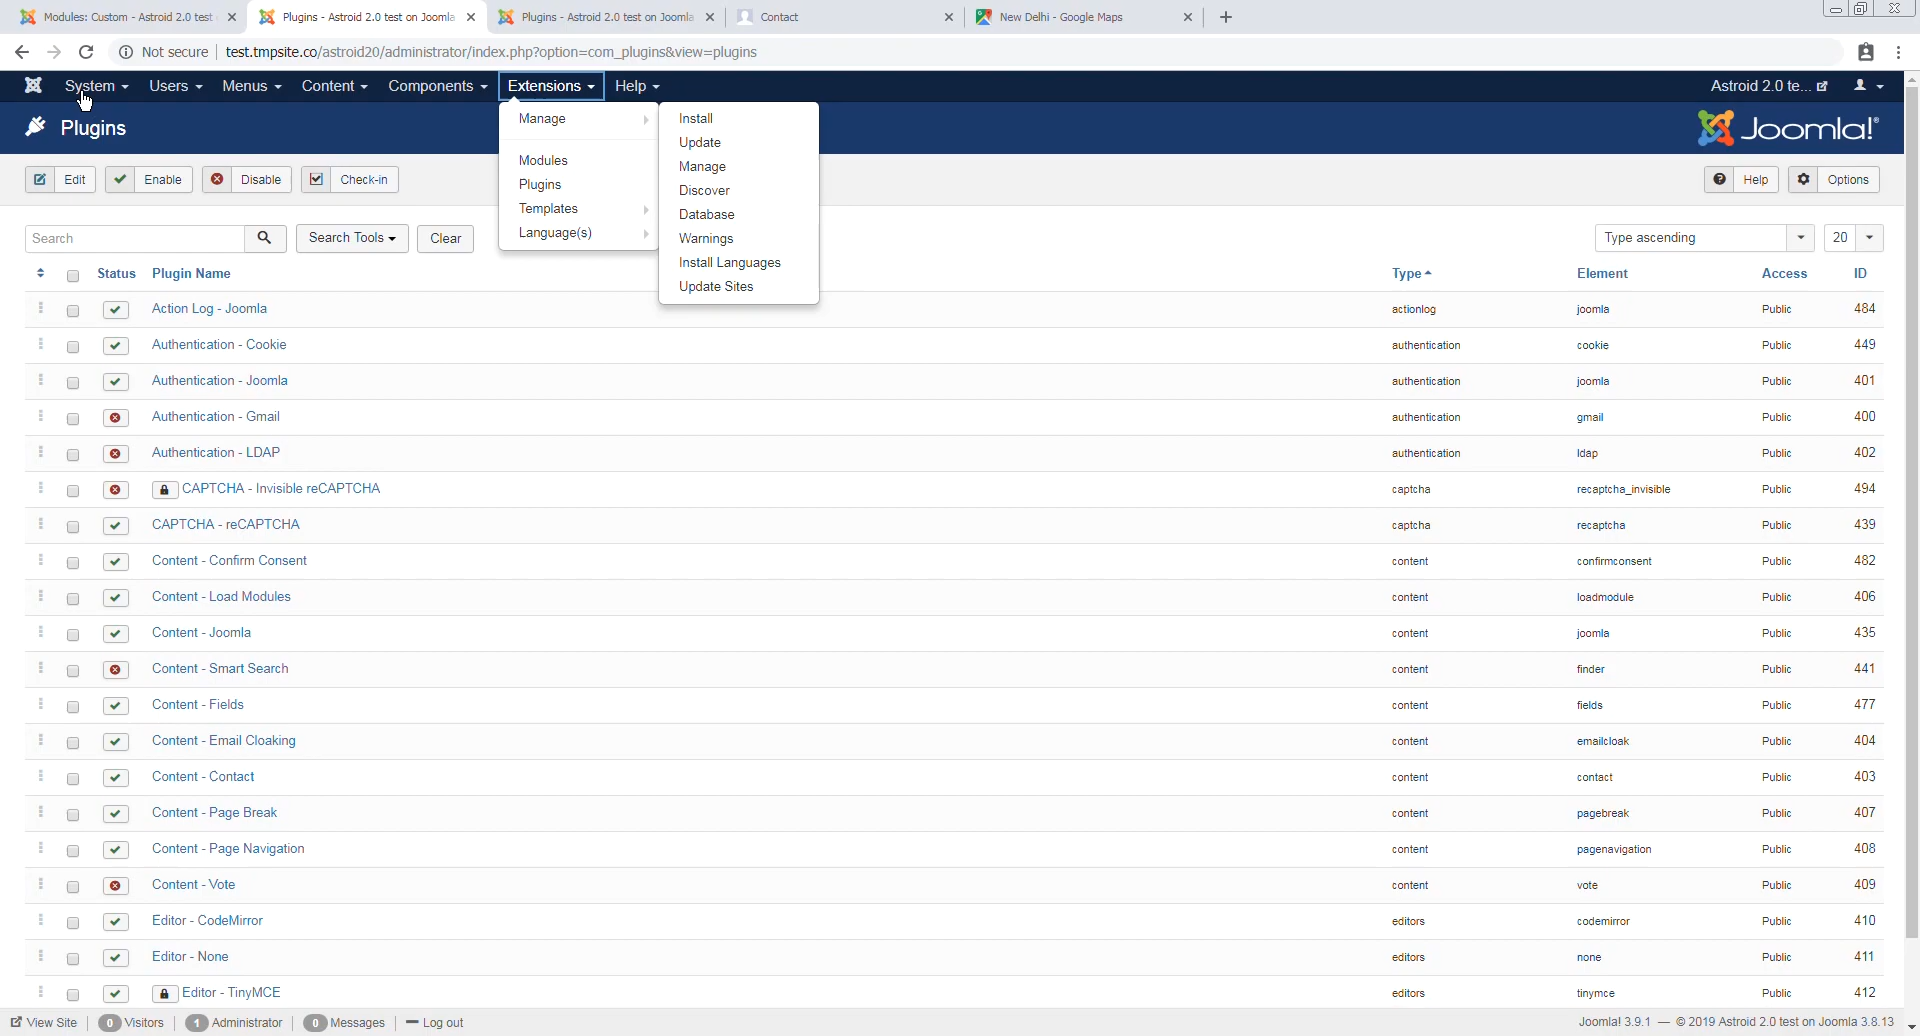 Modules: Custom - Astroid 2.0 test
Plugins - Astroid 2.0 test on Joomla
Plugins - Astroid 2.0 test on Joomla
Contact
New Delhi - Google Maps
Not secure
test.tmpsite.co/astroid20/administrator/index.php?option=com_plugins&view=plugins
System Users Menus Content Components Extensions Help
Astroid 2.0 te...
Plugins
Joomla!®
Edit Enable Disable Check-in
Help Options
Manage
Modules
Plugins
Templates
Language(s)
Install
Update
Manage
Discover
Database
Warnings
Install Languages
Update Sites
Search Search Tools Clear
Type ascending 20
Status Plugin Name Type Element Access ID
Action Log - Joomla actionlog joomla Public 484
Authentication - Cookie authentication cookie Public 449
Authentication - Joomla authentication joomla Public 401
Authentication - Gmail authentication gmail Public 400
Authentication - LDAP authentication ldap Public 402
CAPTCHA - Invisible reCAPTCHA captcha recaptcha_invisible Public 494
CAPTCHA - reCAPTCHA captcha recaptcha Public 439
Content - Confirm Consent content confirmconsent Public 482
Content - Load Modules content loadmodule Public 406
Content - Joomla content joomla Public 435
Content - Smart Search content finder Public 441
Content - Fields content fields Public 477
Content - Email Cloaking content emailcloak Public 404
Content - Contact content contact Public 403
Content - Page Break content pagebreak Public 407
Content - Page Navigation content pagenavigation Public 408
Content - Vote content vote Public 409
Editor - CodeMirror editors codemirror Public 410
Editor - None editors none Public 411
Editor - TinyMCE editors tinymce Public 412
View Site 0 Visitors 1 Administrator 0 Messages Log out
Joomla! 3.9.1 — © 2019 Astroid 2.0 test on Joomla 3.8.13